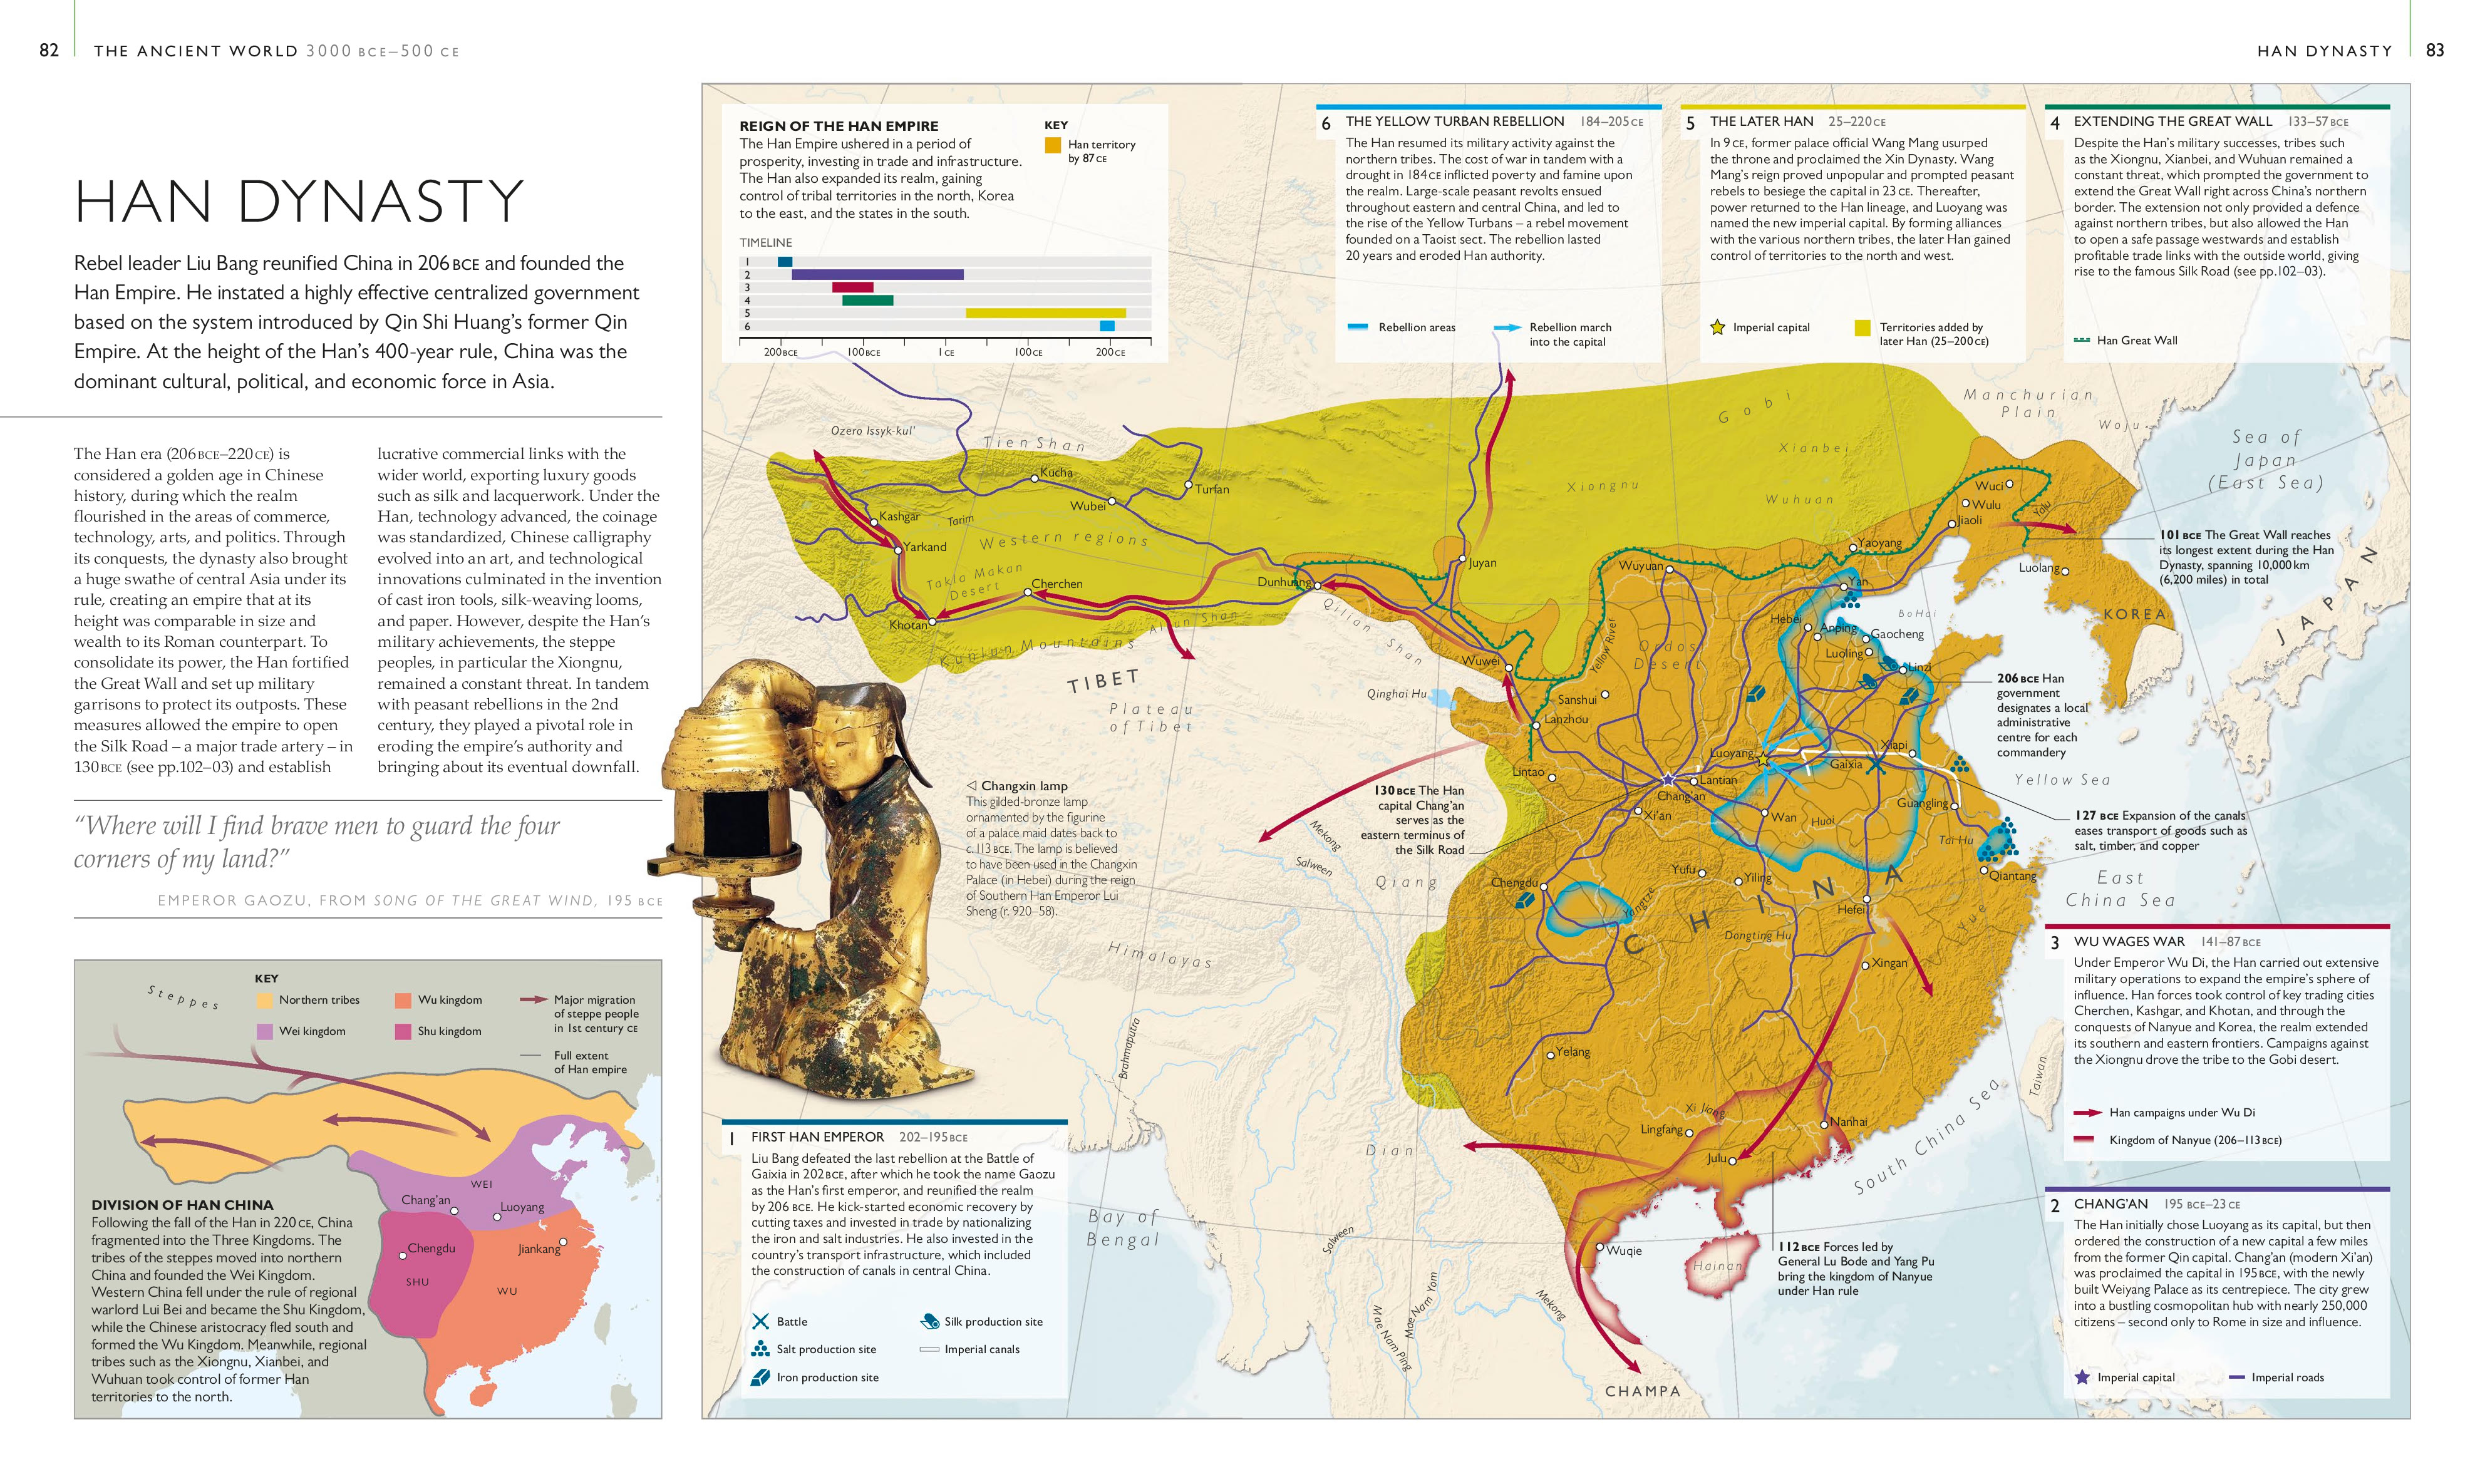 82
THE ANCIENT WORLD 3000 BCE–500 CE
HAN DYNASTY
83
HAN DYNASTY
Rebel leader Liu Bang reunified China in 206 BCE and founded the
Han Empire. He instated a highly effective centralized government
based on the system introduced by Qin Shi Huang’s former Qin
Empire. At the height of the Han’s 400-year rule, China was the
dominant cultural, political, and economic force in Asia.
The Han era (206 BCE–220 CE) is
considered a golden age in Chinese
history, during which the realm
flourished in the areas of commerce,
technology, arts, and politics. Through
its conquests, the dynasty also brought
a huge swathe of central Asia under its
rule, creating an empire that at its
height was comparable in size and
wealth to its Roman counterpart. To
consolidate its power, the Han fortified
the Great Wall and set up military
garrisons to protect its outposts. These
measures allowed the empire to open
the Silk Road – a major trade artery – in
130 BCE (see pp.102–03) and establish
lucrative commercial links with the
wider world, exporting luxury goods
such as silk and lacquerwork. Under the
Han, technology advanced, the coinage
was standardized, Chinese calligraphy
evolved into an art, and technological
innovations culminated in the invention
of cast iron tools, silk-weaving looms,
and paper. However, despite the Han’s
military achievements, the steppe
peoples, in particular the Xiongnu,
remained a constant threat. In tandem
with peasant rebellions in the 2nd
century, they played a pivotal role in
eroding the empire’s authority and
bringing about its eventual downfall.
“Where will I find brave men to guard the four
corners of my land?”
EMPEROR GAOZU, FROM SONG OF THE GREAT WIND, 195 BCE
Steppes
KEY
Northern tribes
Wei kingdom
Wu kingdom
Shu kingdom
Major migration
of steppe people
in 1st century CE
Full extent
of Han empire
WEI
Chang’an
Luoyang
Chengdu
Jiankang
SHU
WU
DIVISION OF HAN CHINA
Following the fall of the Han in 220 CE, China
fragmented into the Three Kingdoms. The
tribes of the steppes moved into northern
China and founded the Wei Kingdom.
Western China fell under the rule of regional
warlord Lui Bei and became the Shu Kingdom,
while the Chinese aristocracy fled south and
formed the Wu Kingdom. Meanwhile, regional
tribes such as the Xiongnu, Xianbei, and
Wuhuan took control of former Han
territories to the north.
REIGN OF THE HAN EMPIRE
The Han Empire ushered in a period of
prosperity, investing in trade and infrastructure.
The Han also expanded its realm, gaining
control of tribal territories in the north, Korea
to the east, and the states in the south.
KEY
Han territory
by 87 CE
TIMELINE
1
2
3
4
5
6
200 BCE
100 BCE
1 CE
100 CE
200 CE
6 THE YELLOW TURBAN REBELLION 184–205 CE
The Han resumed its military activity against the
northern tribes. The cost of war in tandem with a
drought in 184 CE inflicted poverty and famine upon
the realm. Large-scale peasant revolts ensued
throughout eastern and central China, and led to
the rise of the Yellow Turbans – a rebel movement
founded on a Taoist sect. The rebellion lasted
20 years and eroded Han authority.
Rebellion areas
Rebellion march
into the capital
5 THE LATER HAN 25–220 CE
In 9 CE, former palace official Wang Mang usurped
the throne and proclaimed the Xin Dynasty. Wang
Mang’s reign proved unpopular and prompted peasant
rebels to besiege the capital in 23 CE. Thereafter,
power returned to the Han lineage, and Luoyang was
named the new imperial capital. By forming alliances
with the various northern tribes, the later Han gained
control of territories to the north and west.
Imperial capital
Territories added by
later Han (25–200 CE)
4 EXTENDING THE GREAT WALL 133–57 BCE
Despite the Han’s military successes, tribes such
as the Xiongnu, Xianbei, and Wuhuan remained a
constant threat, which prompted the government to
extend the Great Wall right across China’s northern
border. The extension not only provided a defence
against northern tribes, but also allowed the Han
to open a safe passage westwards and establish
profitable trade links with the outside world, giving
rise to the famous Silk Road (see pp.102–03).
Han Great Wall
Ozero Issyk-kul’
Tien Shan
Kucha
Turfan
Wubei
Kashgar
Tarim
Yarkand
Western regions
Takla Makan
Desert
Cherchen
Khotan
Altun Shan
Kunlun Mountains
Dunhuang
Qilian Shan
Juyan
Gobi
Xianbei
Xiongnu
Wuhuan
Manchurian
Plain
Woju
Sea of
Japan
(East Sea)
JAPAN
Wuci
Wulu
Jiaoli
Yalu
Yaoyang
Wuyuan
Yan
Luolang
KOREA
BoHai
Hebei
Anping
Gaocheng
Luoling
Linzi
Yellow River
Ordos
Desert
Wuwei
Sanshui
Qinghai Hu
Lanzhou
Lintao
Luoyang
Lantian
Chang’an
Xi’an
Gaixia
Xiapi
Guangling
Wan
Huai
Tai Hu
Qiantang
Yellow Sea
East
China Sea
Yufu
Yiling
Chengdu
Yangtze
Hefei
Dongting Hu
CHINA
Yue
Xingan
Yelang
Xi Jiang
Lingfang
Nanhai
Julu
Wuqie
Hainan
Taiwan
South China Sea
CHAMPA
TIBET
Plateau
of Tibet
Mekong
Salween
Qiang
Himalayas
Brahmaputra
Dian
Bay of
Bengal
Salween
Mae Nam Ping
Mae Nam Yom
Mekong
101 BCE The Great Wall reaches
its longest extent during the Han
Dynasty, spanning 10,000 km
(6,200 miles) in total
206 BCE Han
government
designates a local
administrative
centre for each
commandery
127 BCE Expansion of the canals
eases transport of goods such as
salt, timber, and copper
130 BCE The Han
capital Chang’an
serves as the
eastern terminus of
the Silk Road
112 BCE Forces led by
General Lu Bode and Yang Pu
bring the kingdom of Nanyue
under Han rule
◁ Changxin lamp
This gilded-bronze lamp
ornamented by the figurine
of a palace maid dates back to
c.113 BCE. The lamp is believed
to have been used in the Changxin
Palace (in Hebei) during the reign
of Southern Han Emperor Lui
Sheng (r. 920–58).
1 FIRST HAN EMPEROR 202–195 BCE
Liu Bang defeated the last rebellion at the Battle of
Gaixia in 202 BCE, after which he took the name Gaozu
as the Han’s first emperor, and reunified the realm
by 206 BCE. He kick-started economic recovery by
cutting taxes and invested in trade by nationalizing
the iron and salt industries. He also invested in the
country’s transport infrastructure, which included
the construction of canals in central China.
Battle
Salt production site
Iron production site
Silk production site
Imperial canals
3 WU WAGES WAR 141–87 BCE
Under Emperor Wu Di, the Han carried out extensive
military operations to expand the empire’s sphere of
influence. Han forces took control of key trading cities
Cherchen, Kashgar, and Khotan, and through the
conquests of Nanyue and Korea, the realm extended
its southern and eastern frontiers. Campaigns against
the Xiongnu drove the tribe to the Gobi desert.
Han campaigns under Wu Di
Kingdom of Nanyue (206–113 BCE)
2 CHANG’AN 195 BCE–23 CE
The Han initially chose Luoyang as its capital, but then
ordered the construction of a new capital a few miles
from the former Qin capital. Chang’an (modern Xi’an)
was proclaimed the capital in 195 BCE, with the newly
built Weiyang Palace as its centrepiece. The city grew
into a bustling cosmopolitan hub with nearly 250,000
citizens – second only to Rome in size and influence.
Imperial capital
Imperial roads